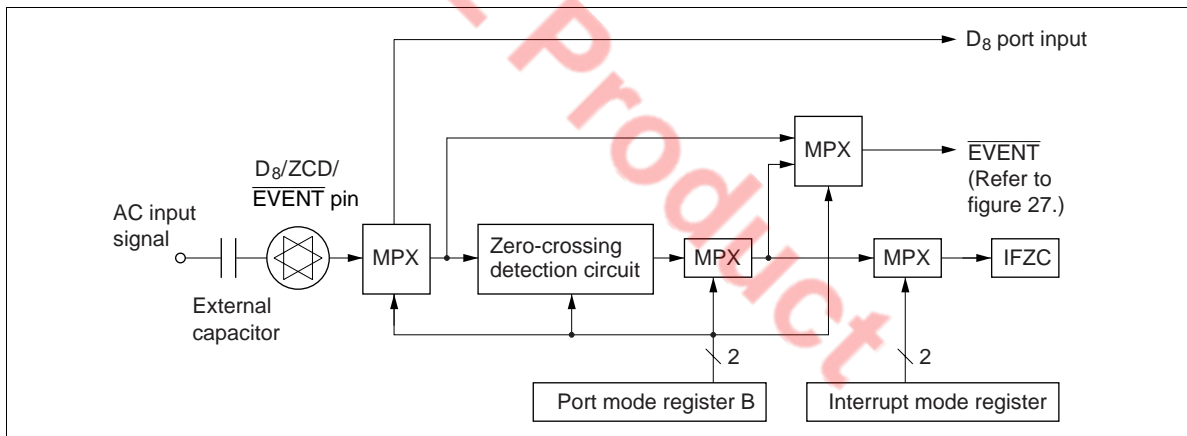 L Product
D8 port input
MPX
EVENT
(Refer to
figure 27.)
D8/ZCD/
EVENT pin
AC input
signal
MPX
Zero-crossing
detection circuit
MPX
MPX
IFZC
External
capacitor
2
2
Port mode register B
Interrupt mode register